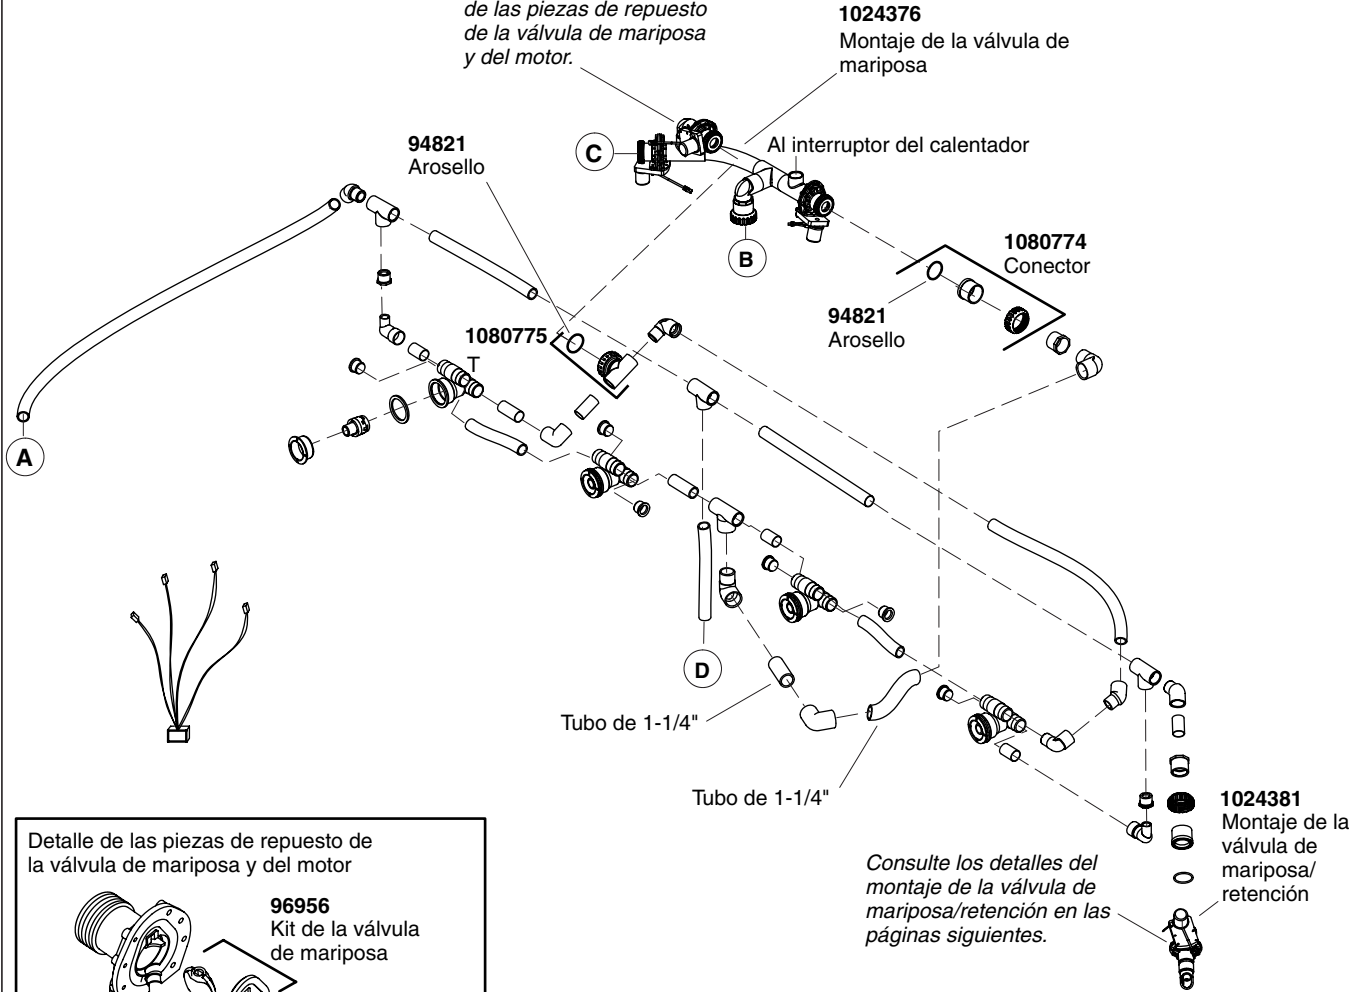 de las piezas de repuesto
de la válvula de mariposa
y del motor.
1024376
Montaje de la válvula de
mariposa
94821
Arosello
C
Al interruptor del calentador
B
1080774
Conector
94821
Arosello
1080775
T
A
D
Tubo de 1-1/4"
Tubo de 1-1/4"
1024381
Montaje de la
válvula de
mariposa/
retención
Consulte los detalles del
montaje de la válvula de
mariposa/retención en las
páginas siguientes.
Detalle de las piezas de repuesto de
la válvula de mariposa y del motor
96956
Kit de la válvula
de mariposa